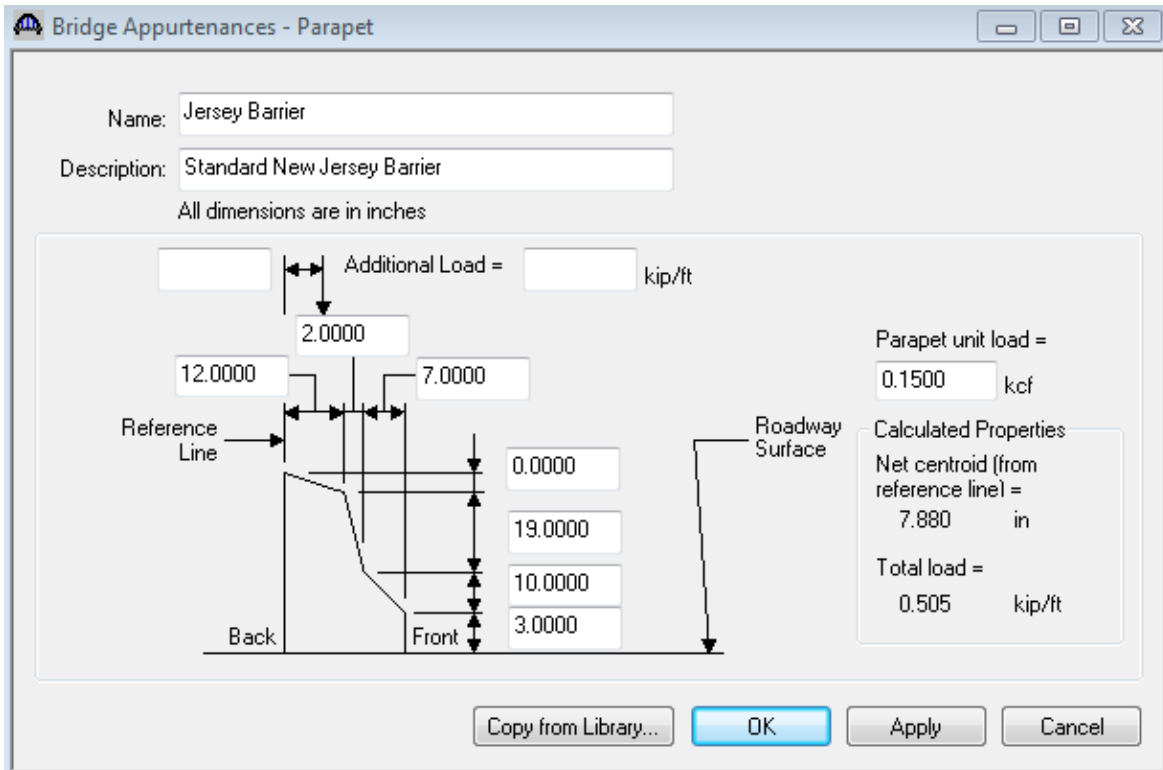 Bridge Appurtenances - Parapet
Name: Jersey Barrier
Description: Standard New Jersey Barrier
All dimensions are in inches
Additional Load = kip/ft
2.0000
12.0000
7.0000
Reference
Line
0.0000
19.0000
10.0000
3.0000
Back
Front
Roadway
Surface
Parapet unit load =
0.1500 kcf
Calculated Properties
Net centroid (from
reference line) =
7.880 in
Total load =
0.505 kip/ft
Copy from Library...
OK
Apply
Cancel